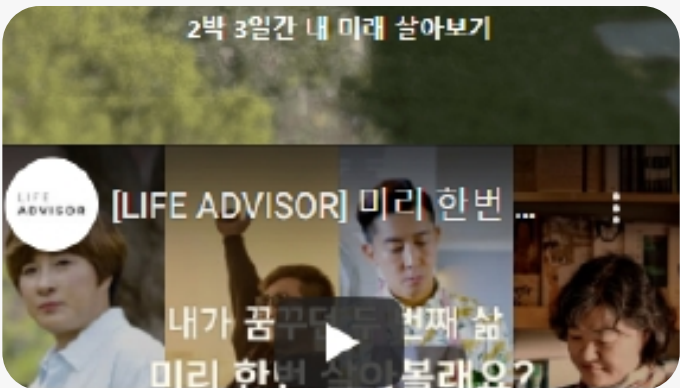 2박 3일간 내 미래 살아보기
LIFE
ADVISOR
[LIFE ADVISOR] 미리 한번 ...
내가 꿈꾸던 두 번째 삶
미리 한번 살아볼래요?